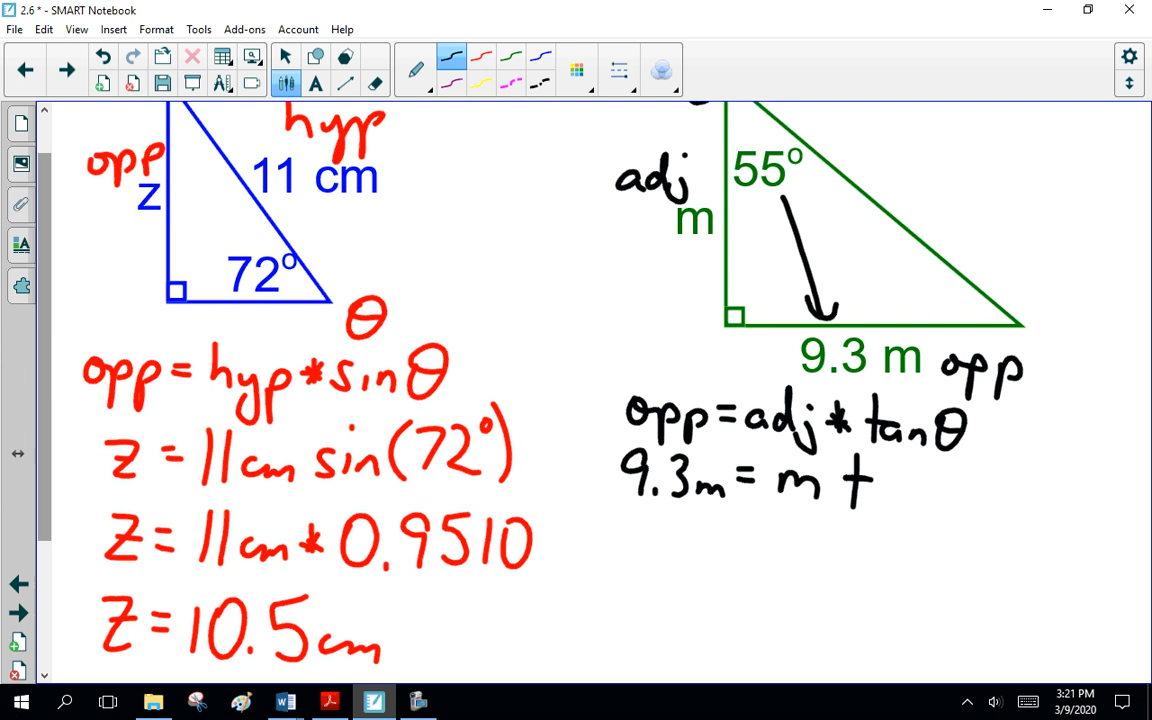 2.6 * - SMART Notebook
File Edit View Insert Format Tools Add-ons Account Help
hyp
opp
z
11 cm
72°
θ
opp = hyp * sin θ
z = 11cm sin(72°)
z = 11cm * 0.9510
z = 10.5cm
adj
55°
m
9.3 m opp
opp = adj * tan θ
9.3m = m t
3:21 PM
3/9/2020